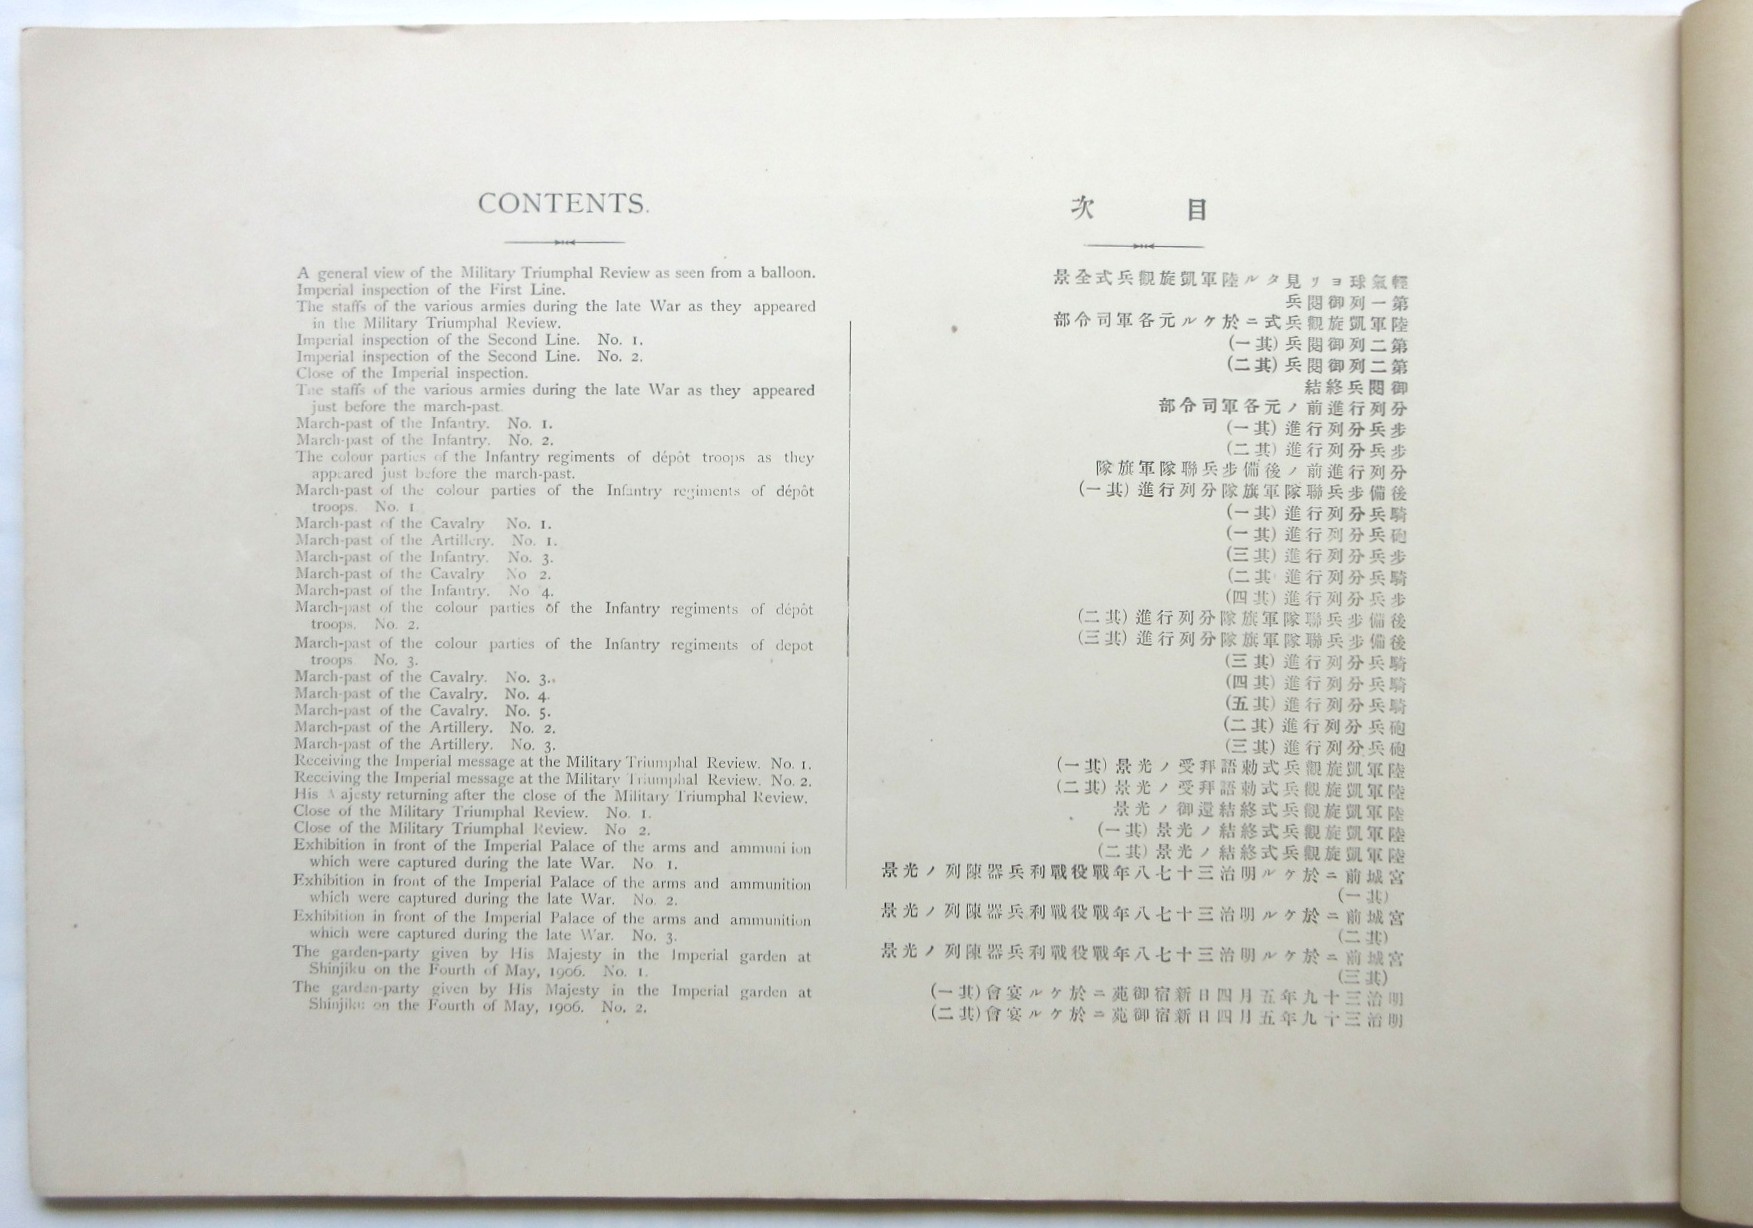 CONTENTS.
A general view of the Military Triumphal Review as seen from a balloon.
Imperial inspection of the First Line.
The staffs of the various armies during the late War as they appeared
in the Military Triumphal Review.
Imperial inspection of the Second Line. No. 1.
Imperial inspection of the Second Line. No. 2.
Close of the Imperial inspection.
The staffs of the various armies during the late War as they appeared
just before the march-past.
March-past of the Infantry. No. 1.
March-past of the Infantry. No. 2.
The colour parties of the Infantry regiments of dépôt troops as they
appeared just before the march-past.
March-past of the colour parties of the Infantry regiments of dépôt
troops. No. 1
March-past of the Cavalry No. 1.
March-past of the Artillery. No. 1.
March-past of the Infantry. No. 3.
March-past of the Cavalry No 2.
March-past of the Infantry. No 4.
March-past of the colour parties of the Infantry regiments of dépôt
troops. No. 2.
March-past of the colour parties of the Infantry regiments of depot
troops No. 3.
March-past of the Cavalry. No. 3.
March-past of the Cavalry. No. 4.
March-past of the Cavalry. No. 5.
March-past of the Artillery. No. 2.
March-past of the Artillery. No. 3.
Receiving the Imperial message at the Military Triumphal Review. No. 1.
Receiving the Imperial message at the Military Triumphal Review. No. 2.
His Majesty returning after the close of the Military Triumphal Review.
Close of the Military Triumphal Review. No. 1.
Close of the Military Triumphal Review. No 2.
Exhibition in front of the Imperial Palace of the arms and ammunition
which were captured during the late War. No 1.
Exhibition in front of the Imperial Palace of the arms and ammunition
which were captured during the late War. No. 2.
Exhibition in front of the Imperial Palace of the arms and ammunition
which were captured during the late War. No. 3.
The garden-party given by His Majesty in the Imperial garden at
Shinjiku on the Fourth of May, 1906. No. 1.
The garden-party given by His Majesty in the Imperial garden at
Shinjiku on the Fourth of May, 1906. No. 2.
目次
輕氣球ヨリ見タル陸軍凱旋觀兵式全景
第一列御閱兵
陸軍凱旋觀兵式ニ於ケル元各軍司令部
第二列御閱兵(其一)
第二列御閱兵(其二)
御閱兵終結
分列行進前ノ元各軍司令部
步兵分列行進(其一)
步兵分列行進(其二)
分列行進前ノ後備步兵聯隊軍旗隊
後備步兵聯隊軍旗隊分列行進(其一)
騎兵分列行進(其一)
砲兵分列行進(其一)
步兵分列行進(其三)
騎兵分列行進(其二)
步兵分列行進(其四)
後備步兵聯隊軍旗隊分列行進(其二)
後備步兵聯隊軍旗隊分列行進(其三)
騎兵分列行進(其三)
騎兵分列行進(其四)
騎兵分列行進(其五)
砲兵分列行進(其二)
砲兵分列行進(其三)
陸軍凱旋觀兵式勅語拜受ノ光景(其一)
陸軍凱旋觀兵式勅語拜受ノ光景(其二)
陸軍凱旋觀兵式終結還御ノ光景
陸軍凱旋觀兵式終結ノ光景(其一)
陸軍凱旋觀兵式終結ノ光景(其二)
宮城前ニ於ケル明治三十七八年戰役戰利兵器陳列ノ光景
(其一)
宮城前ニ於ケル明治三十七八年戰役戰利兵器陳列ノ光景
(其二)
宮城前ニ於ケル明治三十七八年戰役戰利兵器陳列ノ光景
(其三)
明治三十九年五月四日新宿御苑ニ於ケル宴會(其一)
明治三十九年五月四日新宿御苑ニ於ケル宴會(其二)